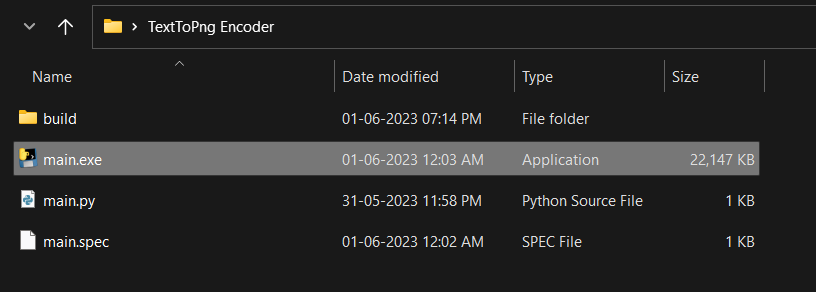 TextToPng Encoder
Name Date modified Type Size
build 01-06-2023 07:14 PM File folder
main.exe 01-06-2023 12:03 AM Application 22,147 KB
main.py 31-05-2023 11:58 PM Python Source File 1 KB
main.spec 01-06-2023 12:02 AM SPEC File 1 KB